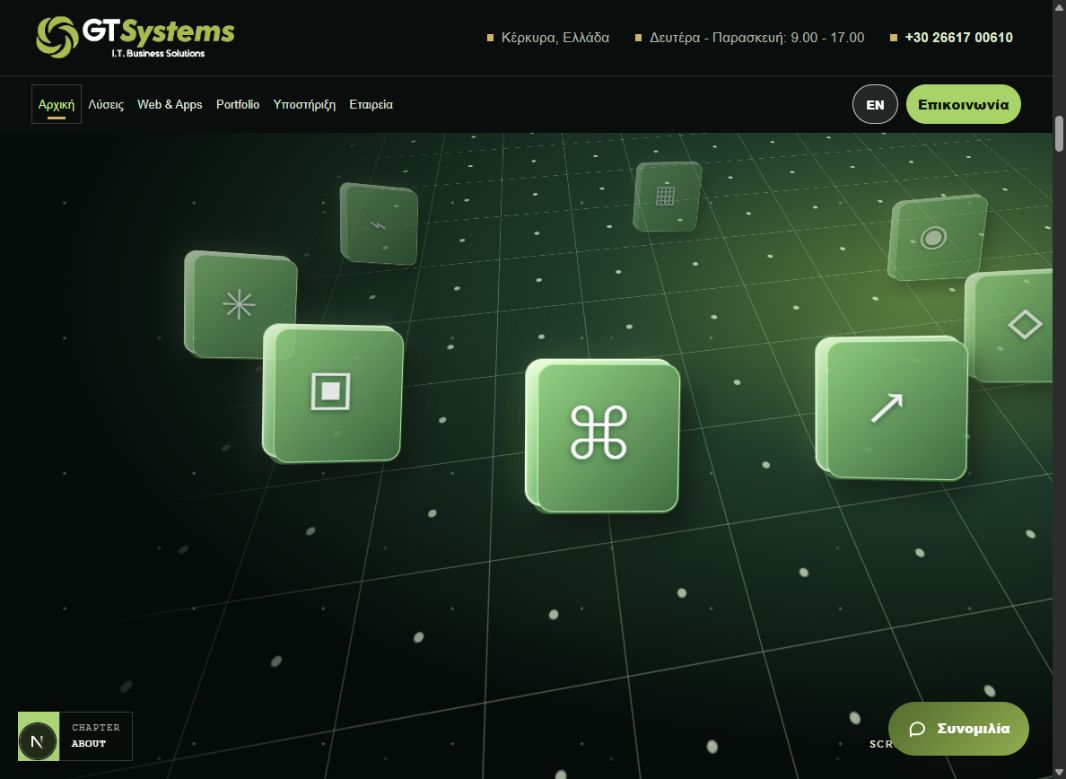 GTSystems
I.T. Business Solutions
Κέρκυρα, Ελλάδα
Δευτέρα - Παρασκευή: 9.00 - 17.00
+30 26617 00610
Αρχική
Λύσεις
Web & Apps
Portfolio
Υποστήριξη
Εταιρεία
EN
Επικοινωνία
N
CHAPTER
ABOUT
SCR
Συνομιλία